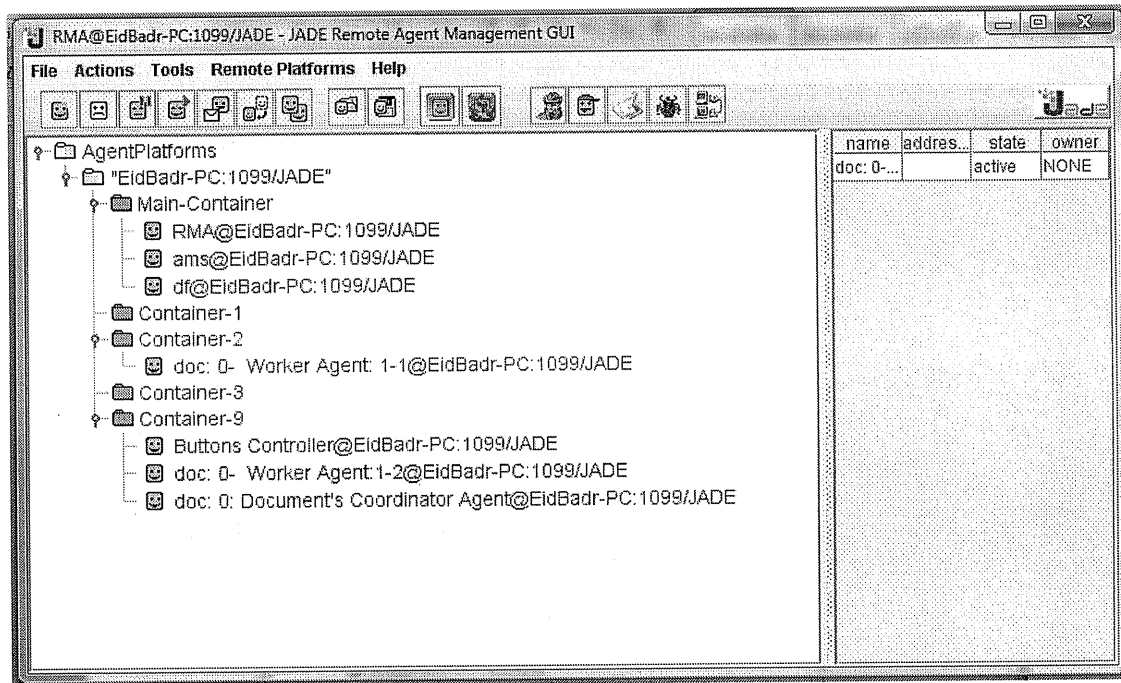 RMA@EidBadr-PC:1099/JADE - JADE Remote Agent Management GUI
File Actions Tools Remote Platforms Help
Jade
AgentPlatforms
"EidBadr-PC:1099/JADE"
Main-Container
RMA@EidBadr-PC:1099/JADE
ams@EidBadr-PC:1099/JADE
df@EidBadr-PC:1099/JADE
Container-1
Container-2
doc: 0- Worker Agent: 1-1@EidBadr-PC:1099/JADE
Container-3
Container-9
Buttons Controller@EidBadr-PC:1099/JADE
doc: 0- Worker Agent:1-2@EidBadr-PC:1099/JADE
doc: 0: Document's Coordinator Agent@EidBadr-PC:1099/JADE
name addres... state owner
doc: 0-... active NONE